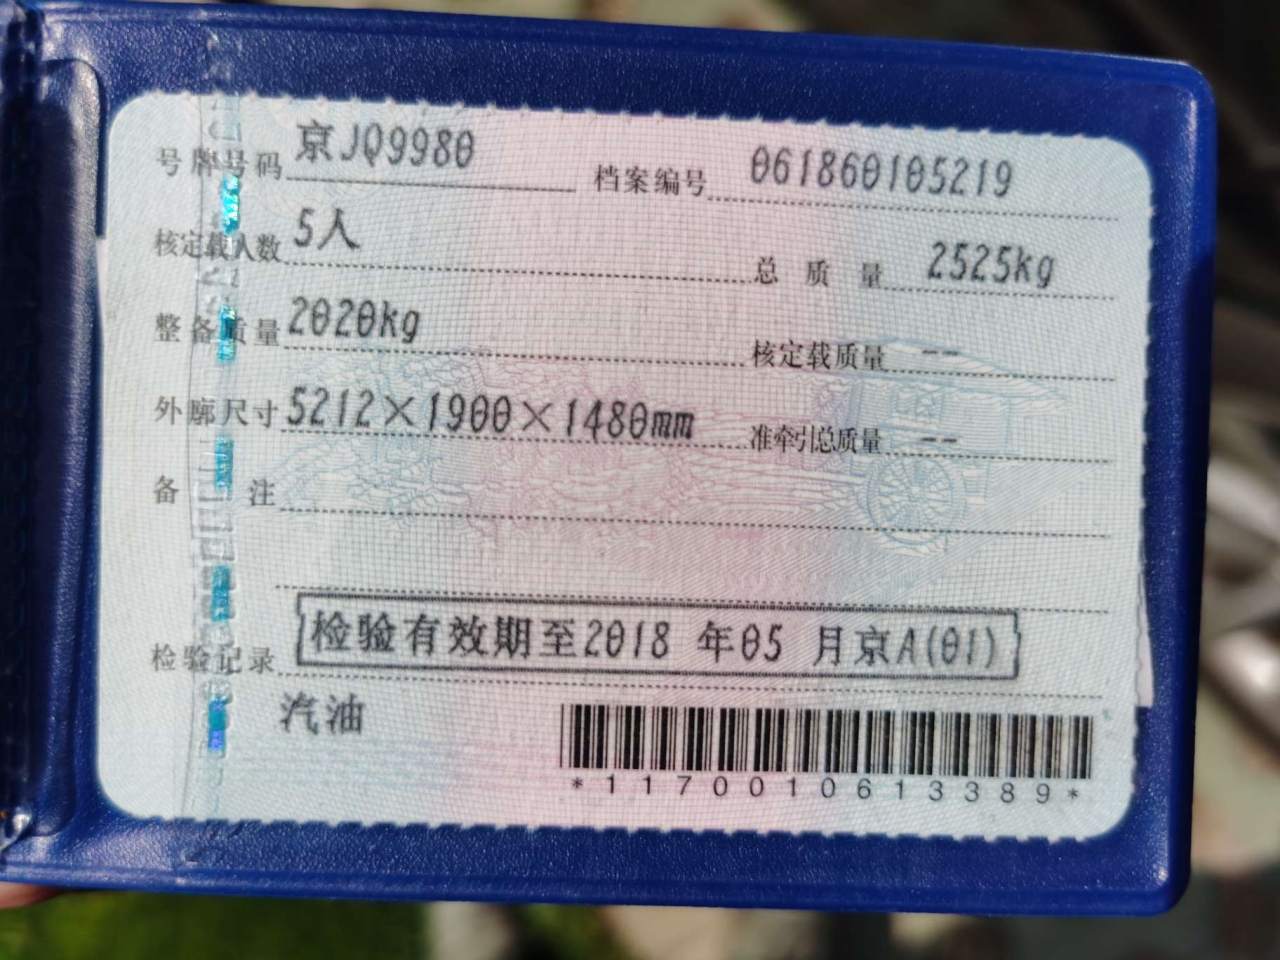 号牌号码 京JQ9980 档案编号 061860105219
核定载人数 5人 总质量 2525kg
整备质量 2020kg 核定载质量 --
外廓尺寸 5212×1900×1480mm 准牵引总质量 --
备注
检验记录 检验有效期至2018 年05 月京A(01)
汽油
*1170010613389*